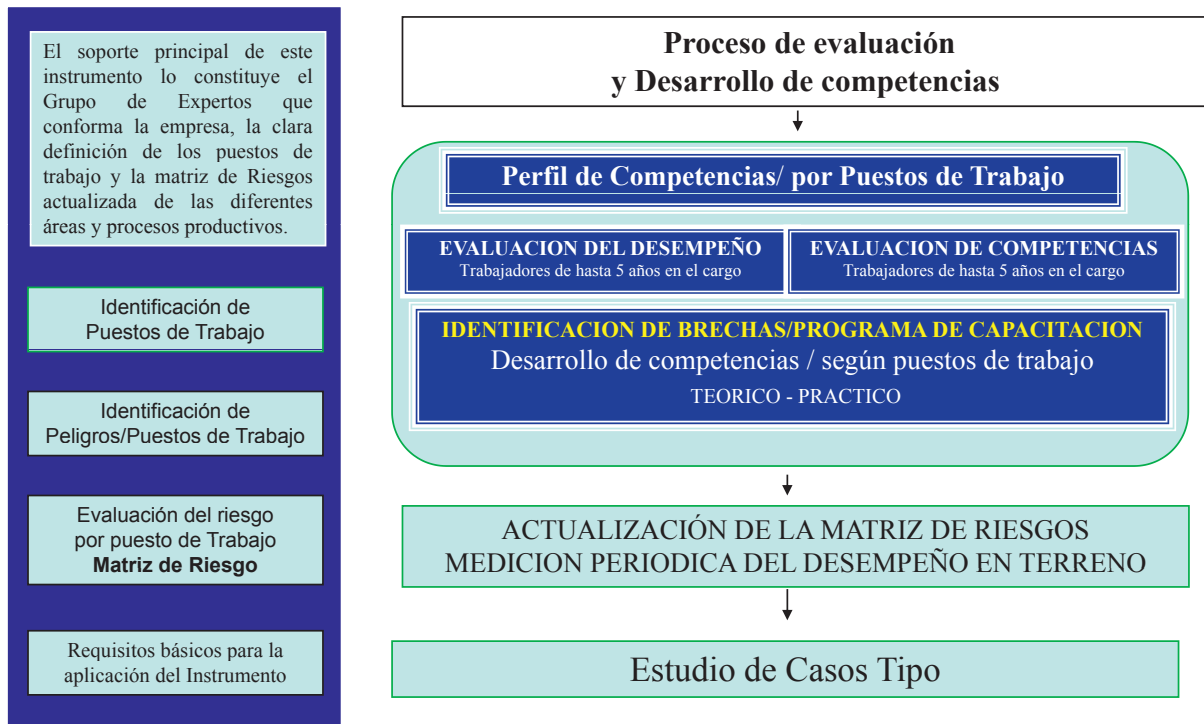 El soporte principal de este
instrumento lo constituye el
Grupo de Expertos que
conforma la empresa, la clara
definición de los puestos de
trabajo y la matriz de Riesgos
actualizada de las diferentes
áreas y procesos productivos.
Identificación de
Puestos de Trabajo
Identificación de
Peligros/Puestos de Trabajo
Evaluación del riesgo
por puesto de Trabajo
Matriz de Riesgo
Requisitos básicos para la
aplicación del Instrumento
Proceso de evaluación
y Desarrollo de competencias
Perfil de Competencias/ por Puestos de Trabajo
EVALUACION DEL DESEMPEÑO
Trabajadores de hasta 5 años en el cargo
EVALUACION DE COMPETENCIAS
Trabajadores de hasta 5 años en el cargo
IDENTIFICACION DE BRECHAS/PROGRAMA DE CAPACITACION
Desarrollo de competencias / según puestos de trabajo
TEORICO - PRACTICO
ACTUALIZACIÓN DE LA MATRIZ DE RIESGOS
MEDICION PERIODICA DEL DESEMPEÑO EN TERRENO
Estudio de Casos Tipo